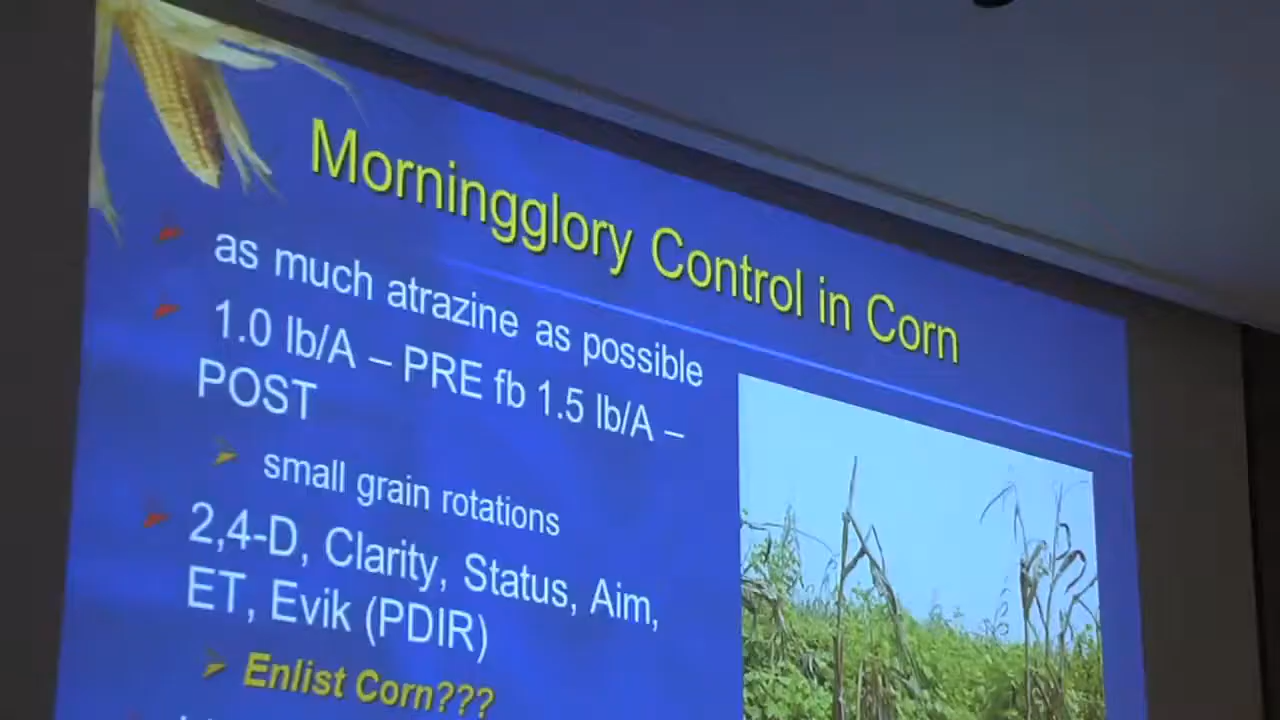 Morningglory Control in Corn
as much atrazine as possible
1.0 lb/A – PRE fb 1.5 lb/A –
POST
small grain rotations
2,4-D, Clarity, Status, Aim,
ET, Evik (PDIR)
Enlist Corn???